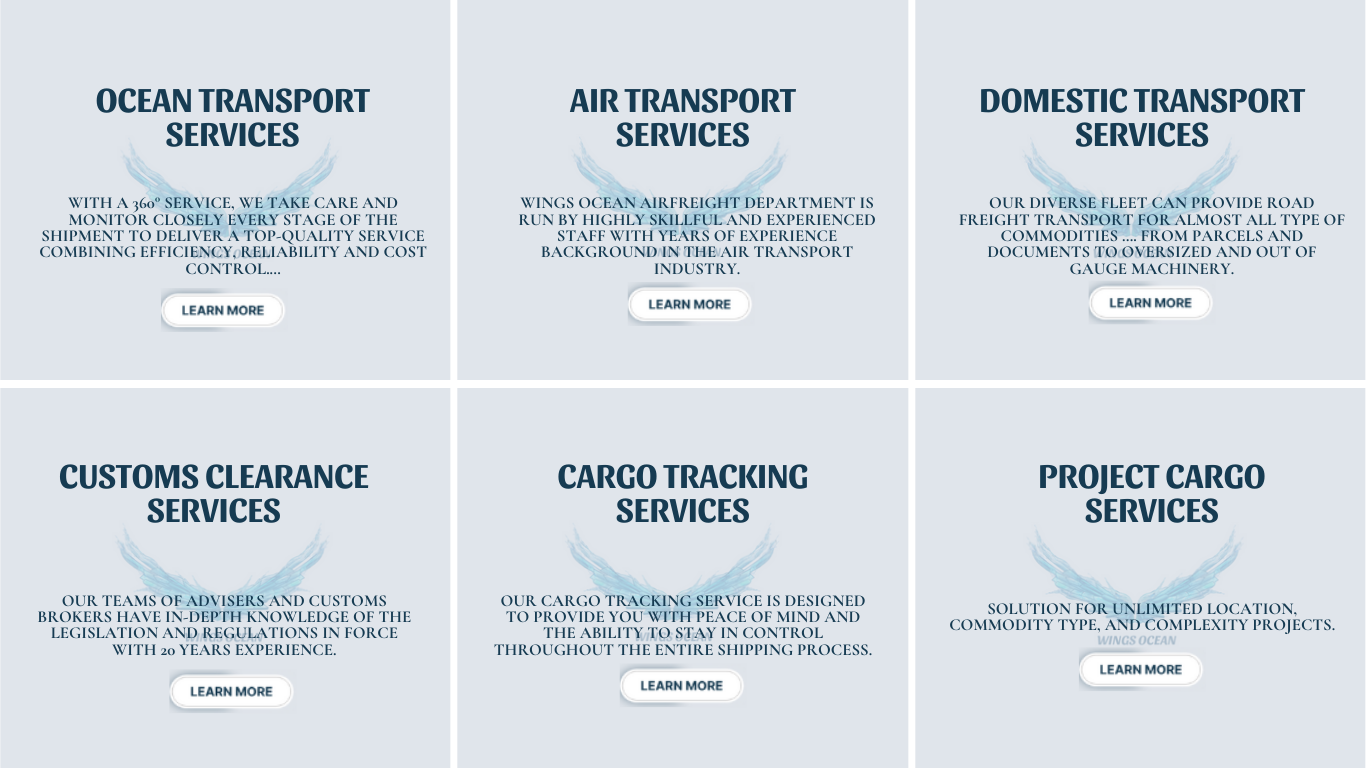 OCEAN TRANSPORT
SERVICES
WITH A 360° SERVICE, WE TAKE CARE AND
MONITOR CLOSELY EVERY STAGE OF THE
SHIPMENT TO DELIVER A TOP-QUALITY SERVICE
COMBINING EFFICIENCY, RELIABILITY AND COST
CONTROL....
LEARN MORE
AIR TRANSPORT
SERVICES
WINGS OCEAN AIRFREIGHT DEPARTMENT IS
RUN BY HIGHLY SKILLFUL AND EXPERIENCED
STAFF WITH YEARS OF EXPERIENCE
BACKGROUND IN THE AIR TRANSPORT
INDUSTRY.
LEARN MORE
DOMESTIC TRANSPORT
SERVICES
OUR DIVERSE FLEET CAN PROVIDE ROAD
FREIGHT TRANSPORT FOR ALMOST ALL TYPE OF
COMMODITIES .... FROM PARCELS AND
DOCUMENTS TO OVERSIZED AND OUT OF
GAUGE MACHINERY.
LEARN MORE
CUSTOMS CLEARANCE
SERVICES
OUR TEAMS OF ADVISERS AND CUSTOMS
BROKERS HAVE IN-DEPTH KNOWLEDGE OF THE
LEGISLATION AND REGULATIONS IN FORCE
WINGS OCEAN
WITH 20 YEARS EXPERIENCE.
LEARN MORE
CARGO TRACKING
SERVICES
OUR CARGO TRACKING SERVICE IS DESIGNED
TO PROVIDE YOU WITH PEACE OF MIND AND
THE ABILITY TO STAY IN CONTROL
WINGS OCEAN
THROUGHOUT THE ENTIRE SHIPPING PROCESS.
LEARN MORE
PROJECT CARGO
SERVICES
SOLUTION FOR UNLIMITED LOCATION,
COMMODITY TYPE, AND COMPLEXITY PROJECTS.
WINGS OCEAN
LEARN MORE